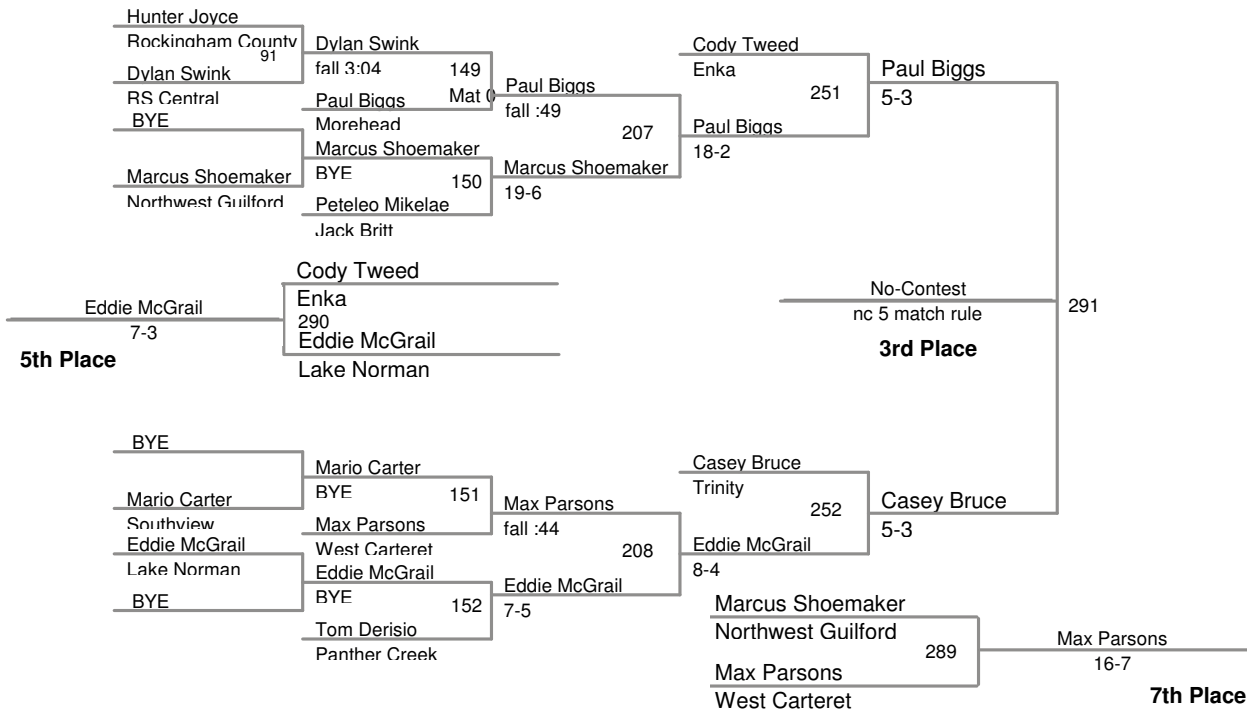 Hunter Joyce
Rockingham County
91
Dylan Swink
RS Central
Dylan Swink
fall 3:04
149
Mat 0
Paul Biggs
Morehead
Paul Biggs
fall :49
BYE
Marcus Shoemaker
Northwest Guilford
Marcus Shoemaker
BYE
150
Peteleo Mikelae
Jack Britt
Marcus Shoemaker
19-6
207
Cody Tweed
Enka
251
Paul Biggs
18-2
Paul Biggs
5-3
Cody Tweed
Enka
290
Eddie McGrail
Lake Norman
Eddie McGrail
7-3
5th Place
No-Contest
nc 5 match rule
3rd Place
291
BYE
Mario Carter
Southview
Mario Carter
BYE
151
Max Parsons
West Carteret
Max Parsons
fall :44
Eddie McGrail
Lake Norman
BYE
Eddie McGrail
BYE
152
Tom Derisio
Panther Creek
Eddie McGrail
7-5
208
Casey Bruce
Trinity
252
Eddie McGrail
8-4
Casey Bruce
5-3
Marcus Shoemaker
Northwest Guilford
289
Max Parsons
West Carteret
Max Parsons
16-7
7th Place